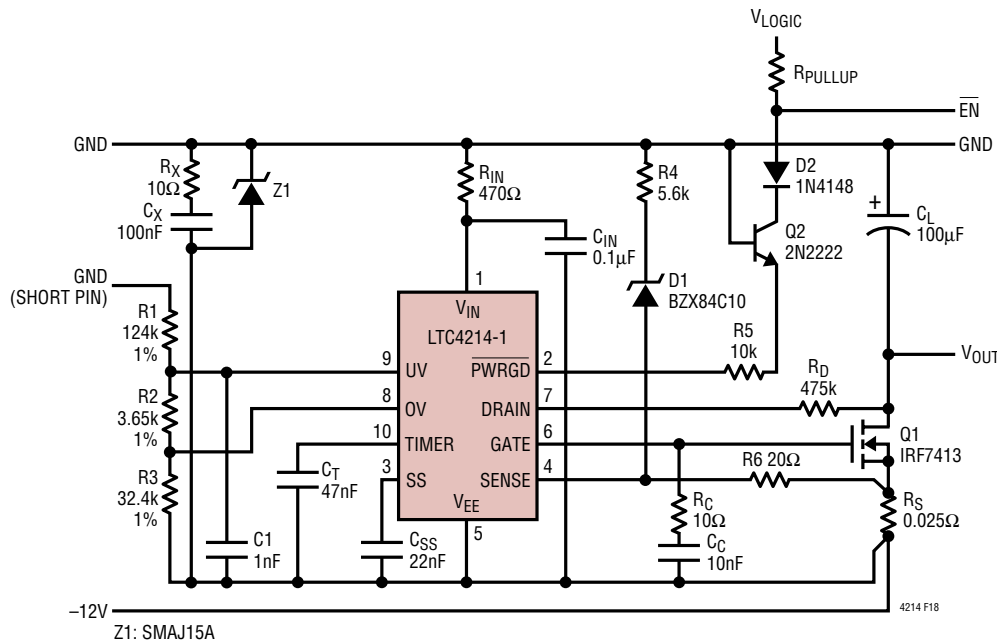 VLOGIC
RPULLUP
EN
GND
GND
RX
10Ω
CX
100nF
Z1
RIN
470Ω
CIN
0.1µF
R4
5.6k
D2
1N4148
Q2
2N2222
+
CL
100µF
GND
(SHORT PIN)
D1
BZX84C10
R1
124k
1%
R2
3.65k
1%
R3
32.4k
1%
1
VIN
LTC4214-1
9
UV
PWRGD
2
R5
10k
VOUT
8
OV
DRAIN
7
RD
475k
10
TIMER
GATE
6
Q1
IRF7413
3
SS
SENSE
4
R6 20Ω
VEE
5
CT
47nF
CSS
22nF
C1
1nF
RC
10Ω
CC
10nF
RS
0.025Ω
–12V
4214 F18
Z1: SMAJ15A